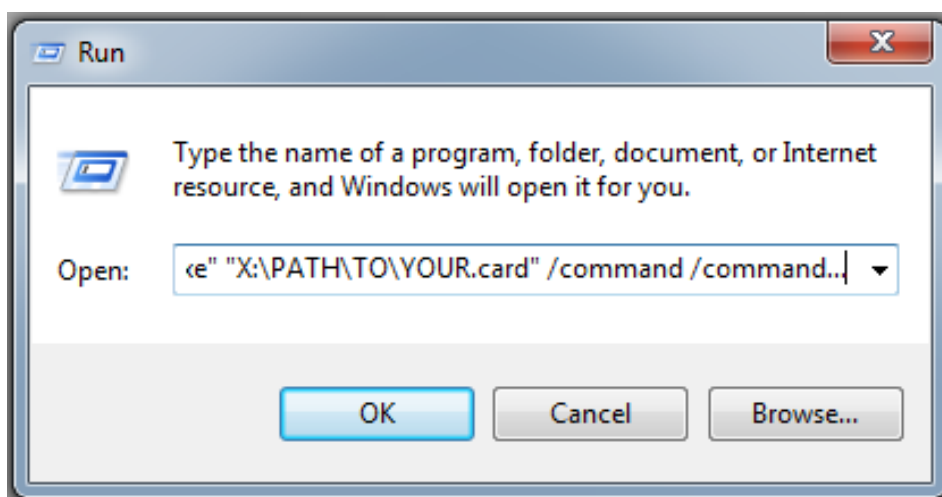 Run
Type the name of a program, folder, document, or Internet
resource, and Windows will open it for you.
Open:
e" "X:\PATH\TO\YOUR.card" /command /command...
OK
Cancel
Browse...